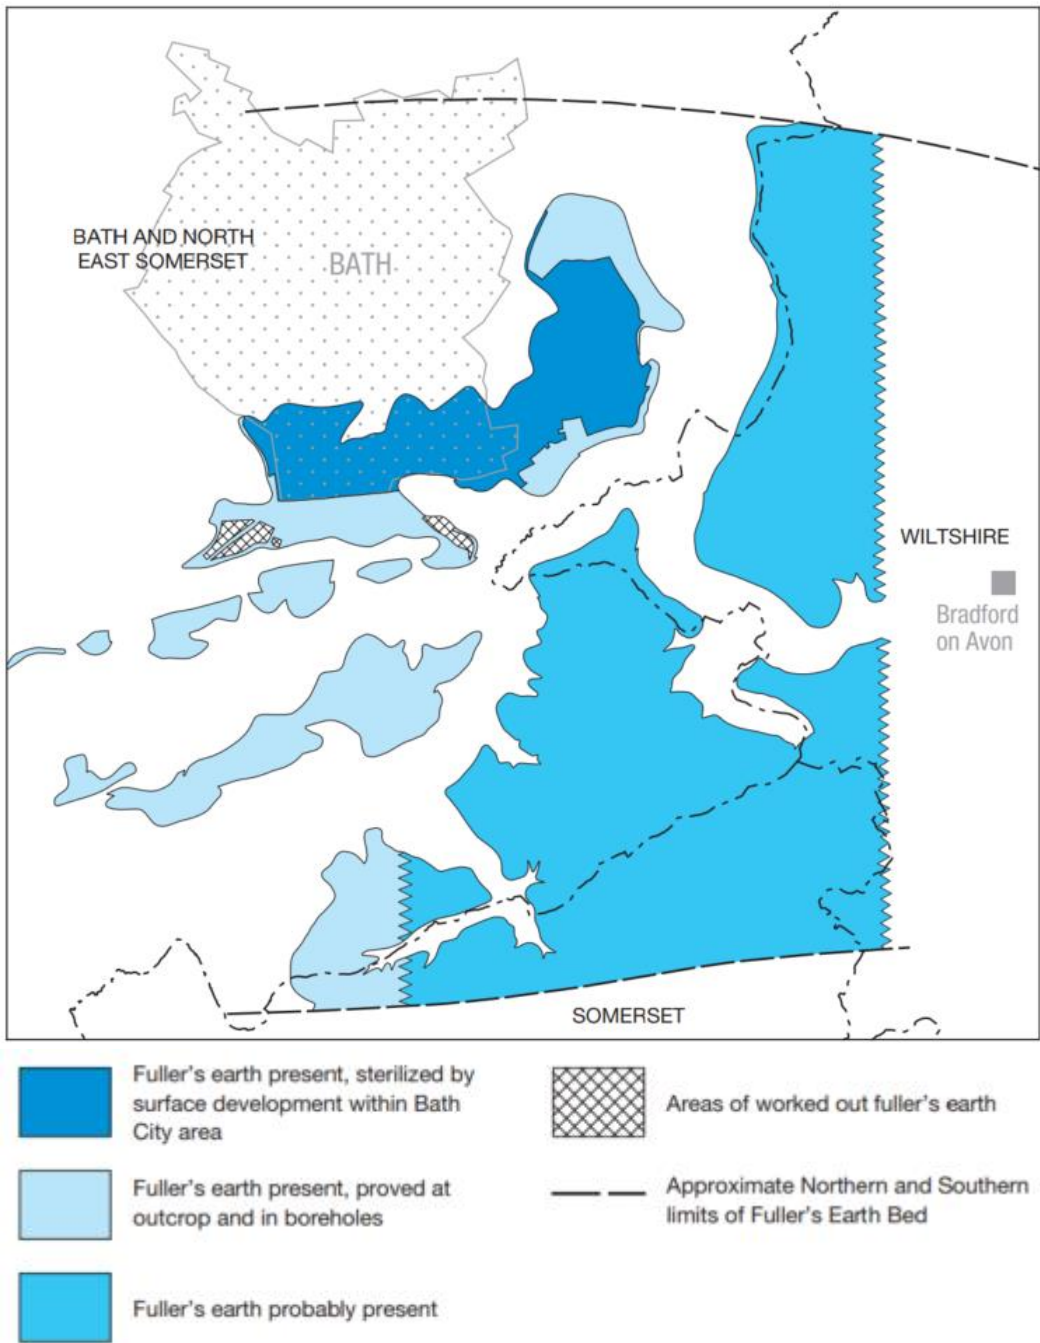 BATH AND NORTH
EAST SOMERSET
BATH
WILTSHIRE
Bradford
on Avon
SOMERSET
Fuller's earth present, sterilized by
surface development within Bath
City area
Fuller's earth present, proved at
outcrop and in boreholes
Fuller's earth probably present
Areas of worked out fuller's earth
Approximate Northern and Southern
limits of Fuller's Earth Bed